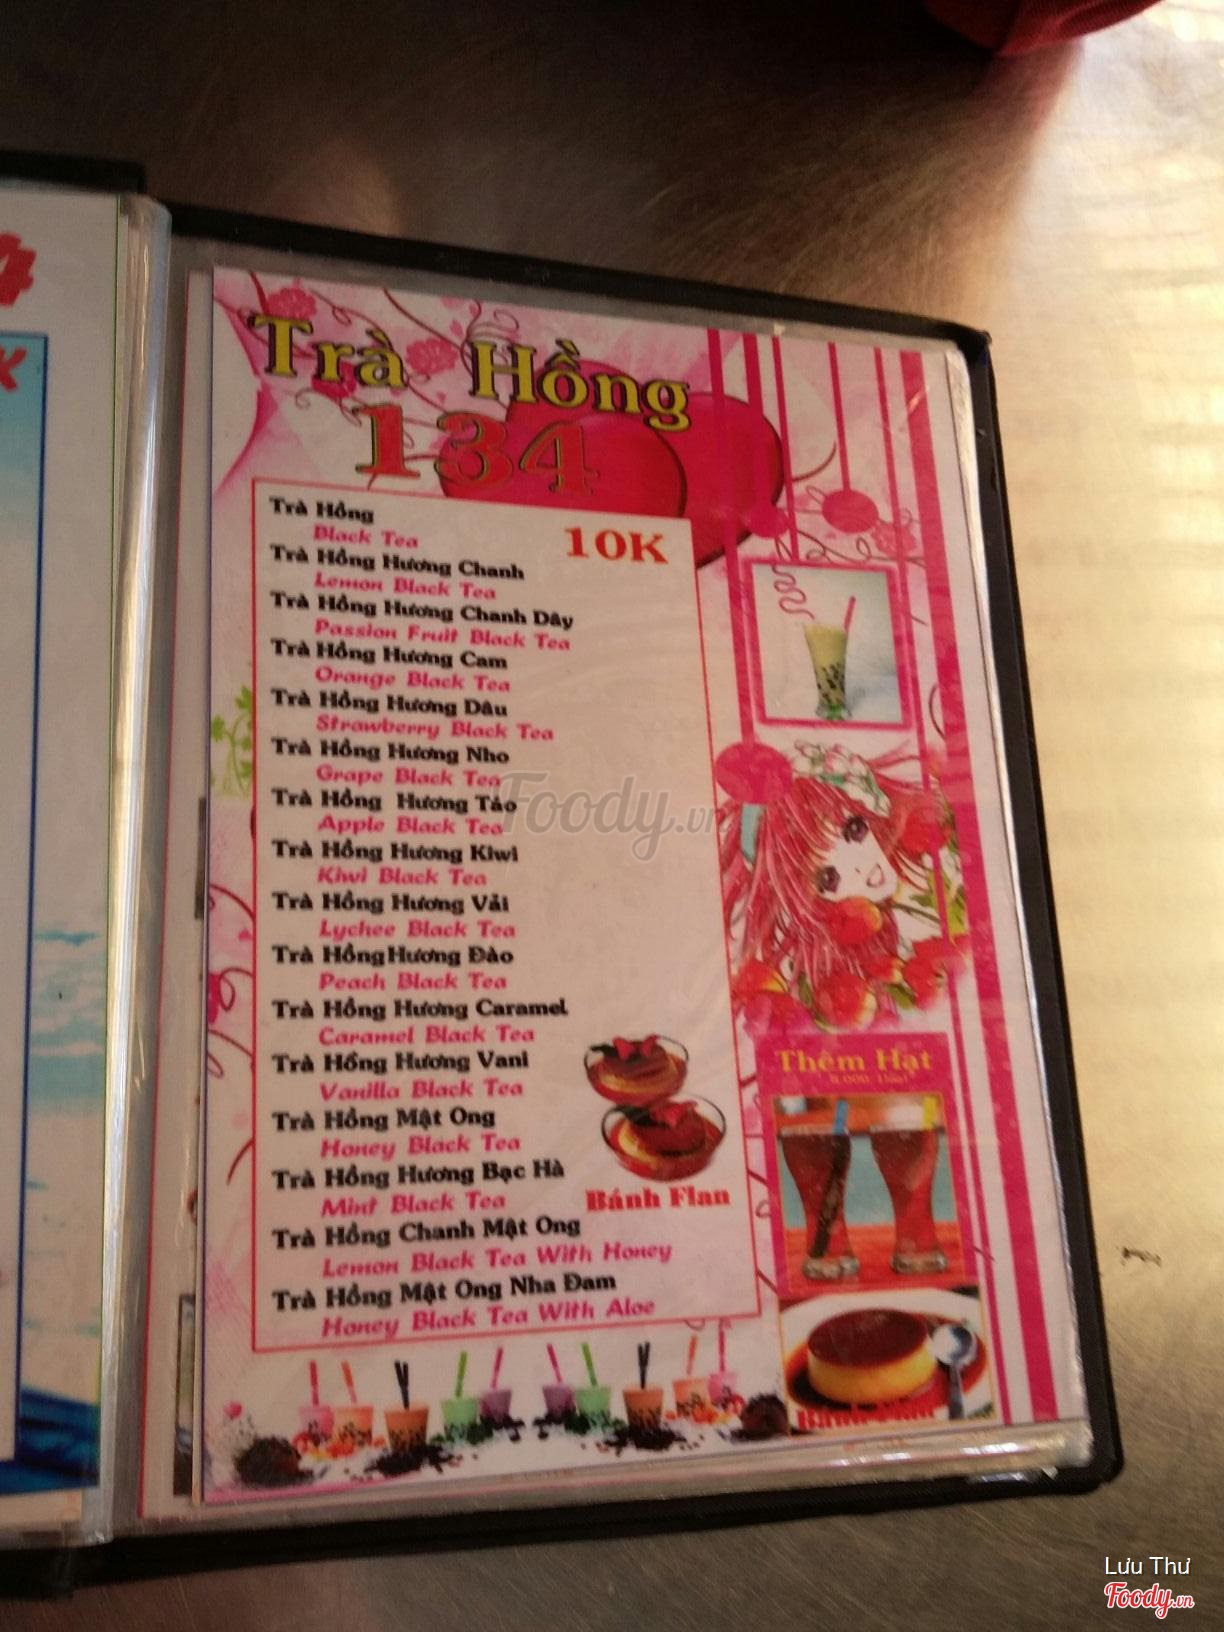 4
K
Trà Hồng
134
10K
Trà Hồng
Black Tea
Trà Hồng Hương Chanh
Lemon Black Tea
Trà Hồng Hương Chanh Dây
Passion Fruit Black Tea
Trà Hồng Hương Cam
Orange Black Tea
Trà Hồng Hương Dâu
Strawberry Black Tea
Trà Hồng Hương Nho
Grape Black Tea
Trà Hồng Hương Táo
Apple Black Tea
Trà Hồng Hương Kiwi
Kiwi Black Tea
Trà Hồng Hương Vải
Lychee Black Tea
Trà Hồng Hương Đào
Peach Black Tea
Trà Hồng Hương Caramel
Caramel Black Tea
Trà Hồng Hương Vani
Vanilla Black Tea
Trà Hồng Mật Ong
Honey Black Tea
Trà Hồng Hương Bạc Hà
Mint Black Tea
Trà Hồng Chanh Mật Ong
Lemon Black Tea With Honey
Trà Hồng Mật Ong Nha Đam
Honey Black Tea With Aloe
Bánh Flan
Thêm Hạt
Bánh Flan
Foody.vn
Lưu Thư
Foody.vn